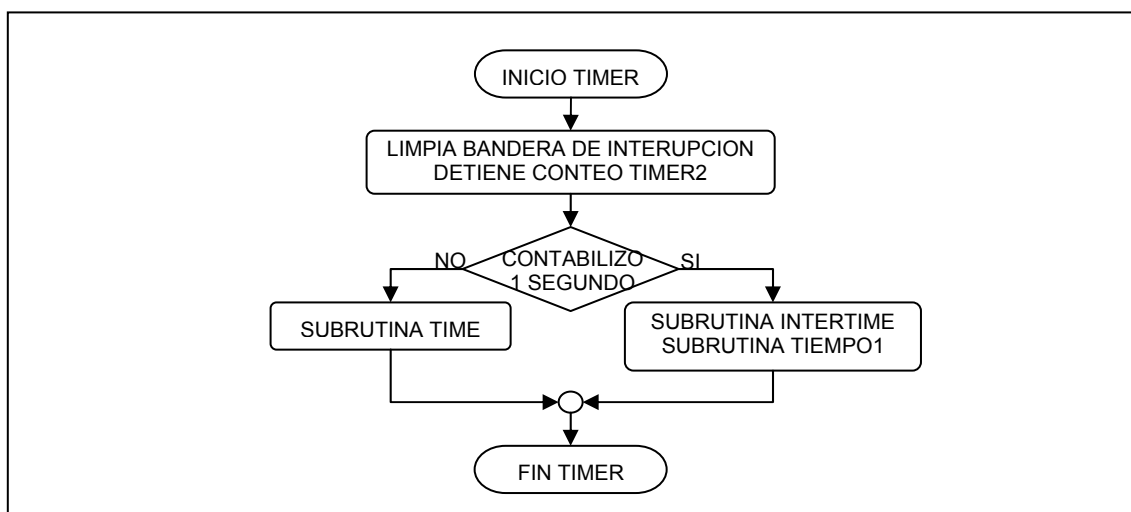 INICIO TIMER
LIMPIA BANDERA DE INTERUPCION
DETIENE CONTEO TIMER2
NO
CONTABILIZO
1 SEGUNDO
SI
SUBRUTINA TIME
SUBRUTINA INTERTIME
SUBRUTINA TIEMPO1
FIN TIMER